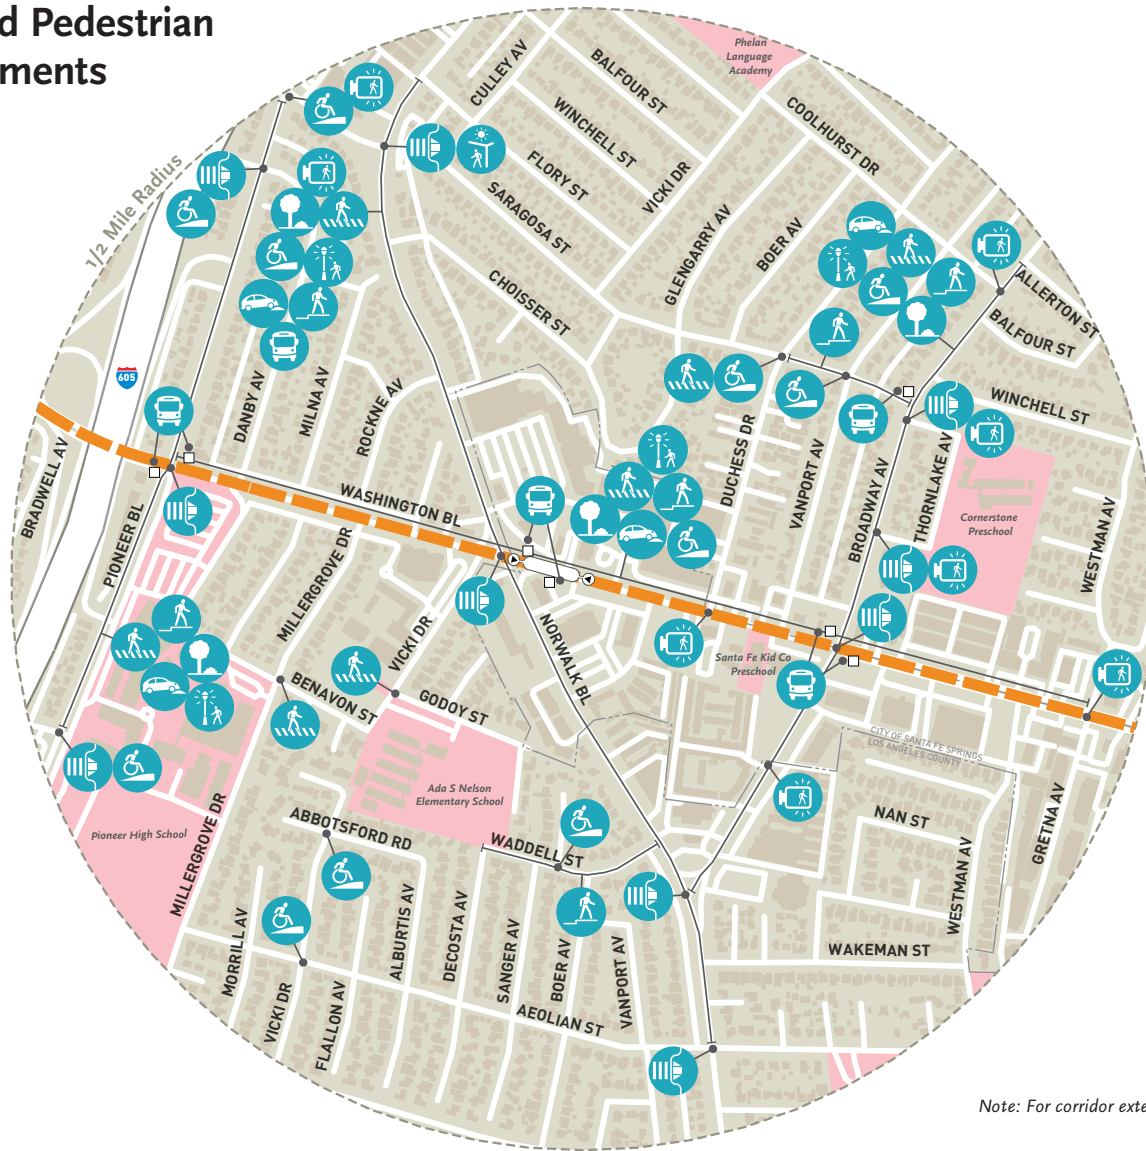 d Pedestrian
ments
Phelan
Language
Academy
CULLEY AV
BALFOUR ST
WINCHELL ST
COOLHURST DR
FLORY ST
VICKI DR
SARAGOSA ST
1/2 Mile Radius
GLENGARRY AV
BOER AV
CHOISSER ST
ALLERTON ST
BALFOUR ST
605
WINCHELL ST
DANBY AV
MILNA AV
ROCKNE AV
DUCHESS DR
VANPORT AV
BROADWAY AV
THORNLAKE AV
BRADWELL AV
WASHINGTON BL
Cornerstone
Preschool
WESTMAN AV
PIONEER BL
MILLERGROVE DR
VICKI DR
NORWALK BL
Santa Fe Kid Co
Preschool
BENAVON ST
GODOY ST
CITY OF SANTA FE SPRINGS
LOS ANGELES COUNTY
Ada S Nelson
Elementary School
Pioneer High School
MILLERGROVE DR
ABBOTSFORD RD
WADDELL ST
NAN ST
GRETNA AV
WESTMAN AV
MORRILL AV
ALBURTIS AV
DECOSTA AV
SANGER AV
BOER AV
VANPORT AV
WAKEMAN ST
VICKI DR
FLALLON AV
AEOLIAN ST
Note: For corridor exte